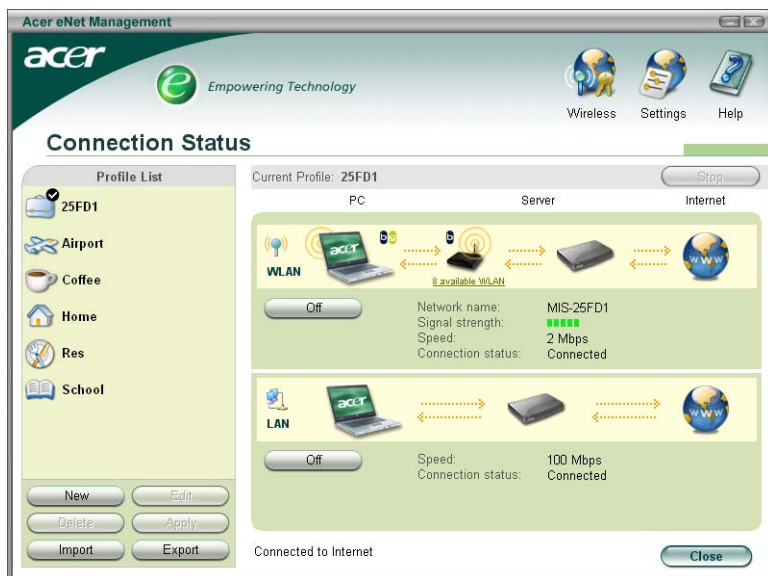 Acer eNet Management
acer
e Empowering Technology
Wireless Settings Help
Connection Status
Profile List
25FD1
Airport
Coffee
Home
Res
School
New Edit
Delete Apply
Import Export
Current Profile: 25FD1 Stop
PC Server Internet
WLAN
acer
b g
b
8 available WLAN
WWW
Off
Network name: MIS-25FD1
Signal strength:
Speed: 2 Mbps
Connection status: Connected
LAN
acer
WWW
Off
Speed: 100 Mbps
Connection status: Connected
Connected to Internet
Close